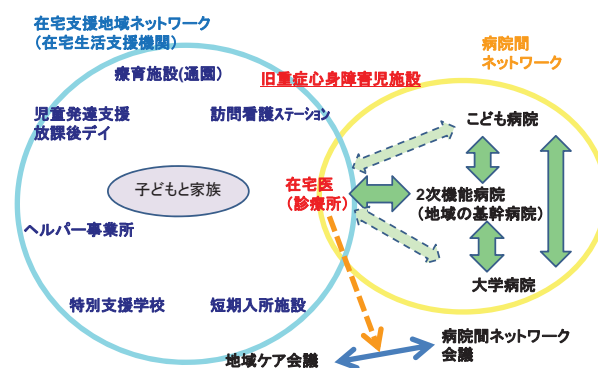 在宅支援地域ネットワーク
(在宅生活支援機関)
病院間
ネットワーク
療育施設(通園)
旧重症心身障害児施設
児童発達支援
放課後デイ
訪問看護ステーション
こども病院
子どもと家族
在宅医
(診療所)
2次機能病院
(地域の基幹病院)
ヘルパー事業所
大学病院
特別支援学校
短期入所施設
地域ケア会議
病院間ネットワーク
会議